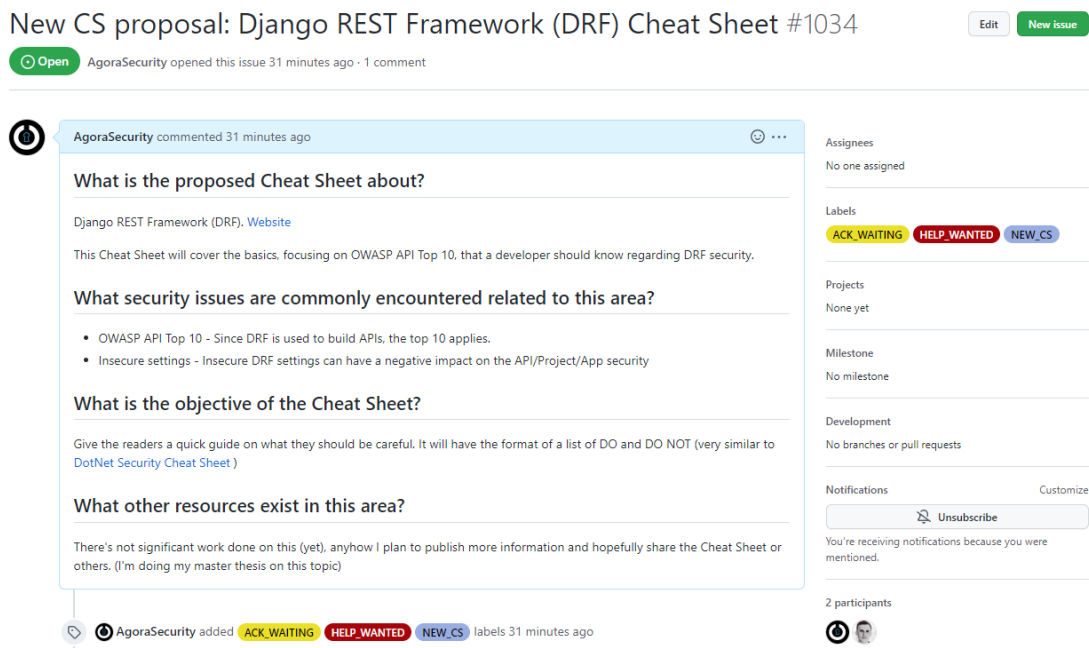 New CS proposal: Django REST Framework (DRF) Cheat Sheet #1034
Edit
New issue
Open
AgoraSecurity opened this issue 31 minutes ago · 1 comment
AgoraSecurity commented 31 minutes ago
What is the proposed Cheat Sheet about?
Django REST Framework (DRF). Website
This Cheat Sheet will cover the basics, focusing on OWASP API Top 10, that a developer should know regarding DRF security.
What security issues are commonly encountered related to this area?
• OWASP API Top 10 - Since DRF is used to build APIs, the top 10 applies.
• Insecure settings - Insecure DRF settings can have a negative impact on the API/Project/App security
What is the objective of the Cheat Sheet?
Give the readers a quick guide on what they should be careful. It will have the format of a list of DO and DO NOT (very similar to
DotNet Security Cheat Sheet )
What other resources exist in this area?
There's not significant work done on this (yet), anyhow I plan to publish more information and hopefully share the Cheat Sheet or
others. (I'm doing my master thesis on this topic)
AgoraSecurity added ACK_WAITING HELP_WANTED NEW_CS labels 31 minutes ago
Assignees
No one assigned
Labels
ACK_WAITING HELP_WANTED NEW_CS
Projects
None yet
Milestone
No milestone
Development
No branches or pull requests
Notifications
Customize
Unsubscribe
You're receiving notifications because you were
mentioned.
2 participants